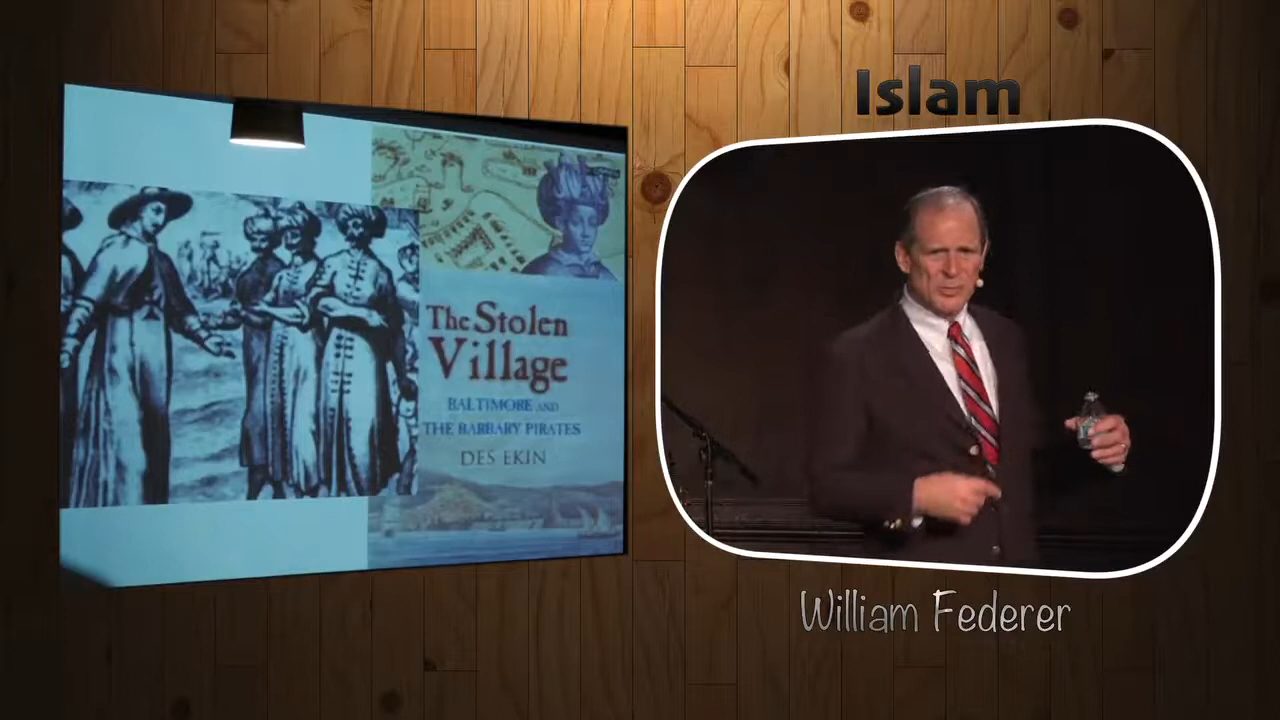 Islam
The Stolen
Village
BALTIMORE AND
THE BARBARY PIRATES
DES EKIN
William Federer